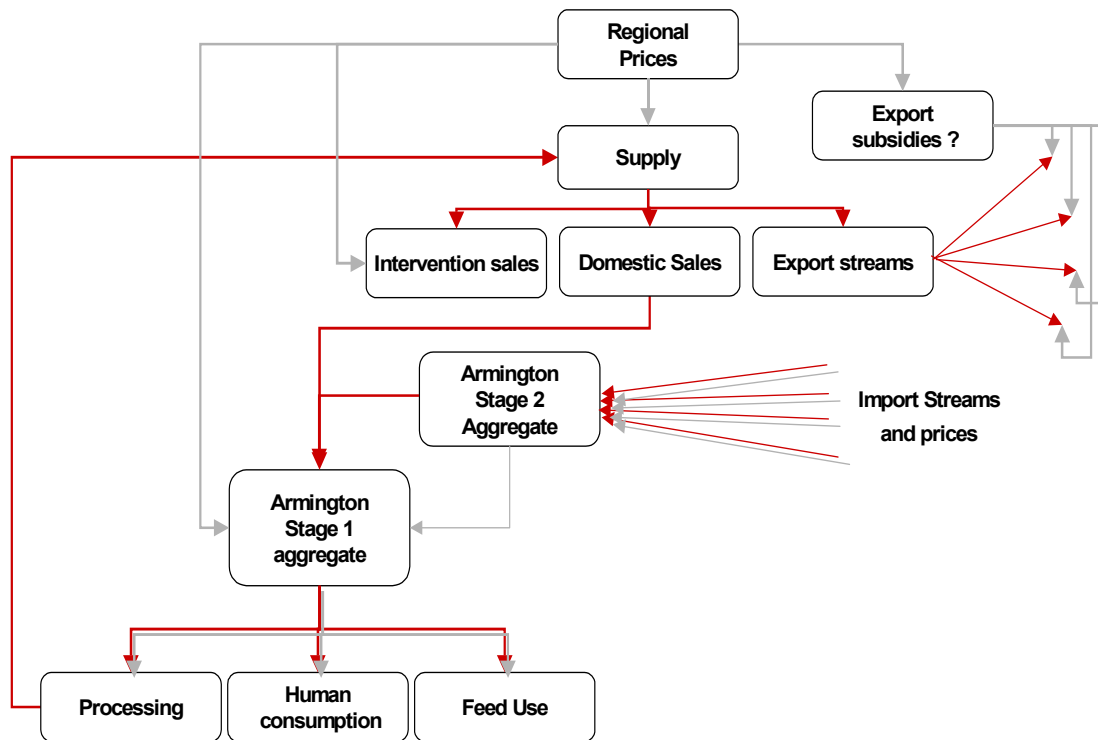 Regional
Prices
Export
subsidies ?
Supply
Intervention sales
Domestic Sales
Export streams
Armington
Stage 2
Aggregate
Import Streams
and prices
Armington
Stage 1
aggregate
Processing
Human
consumption
Feed Use